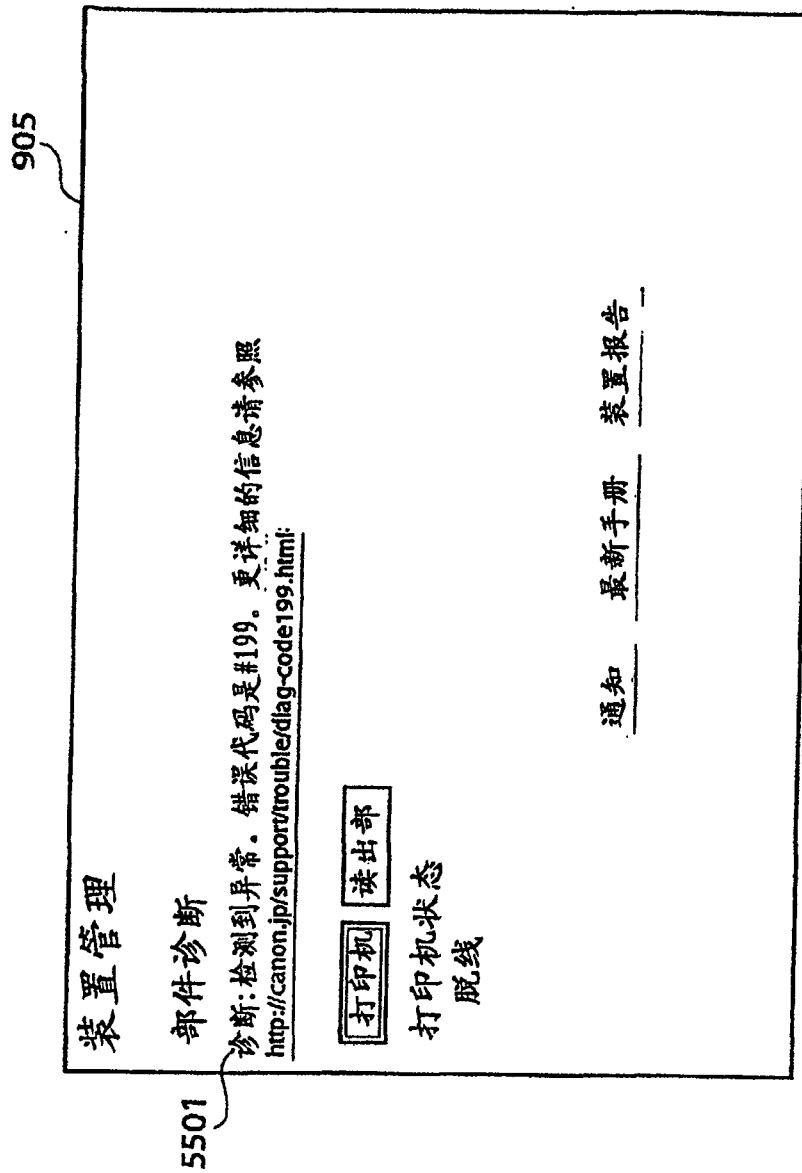 905
装置管理
部件诊断
5501
诊断:检测到异常。错误代码是#199。更详细的信息请参照
http://canon.jp/support/trouble/diag-code199.html
打印机 读出部
打印机状态
脱线
通知 最新手册 装置报告